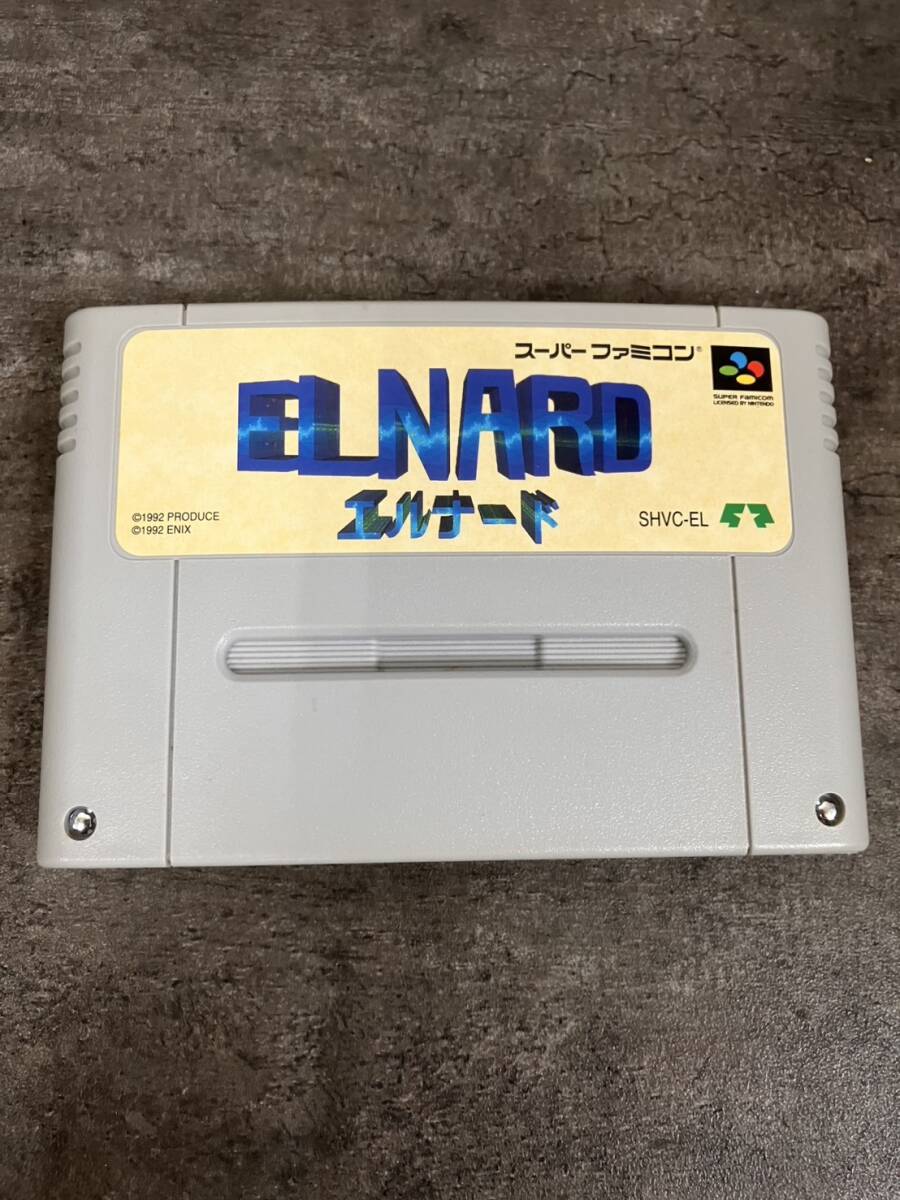 スーパーファミコン®
SUPER FAMICOM
LICENSED BY NINTENDO
ELNARD
エルナード
©1992 PRODUCE
©1992 ENIX
SHVC-EL